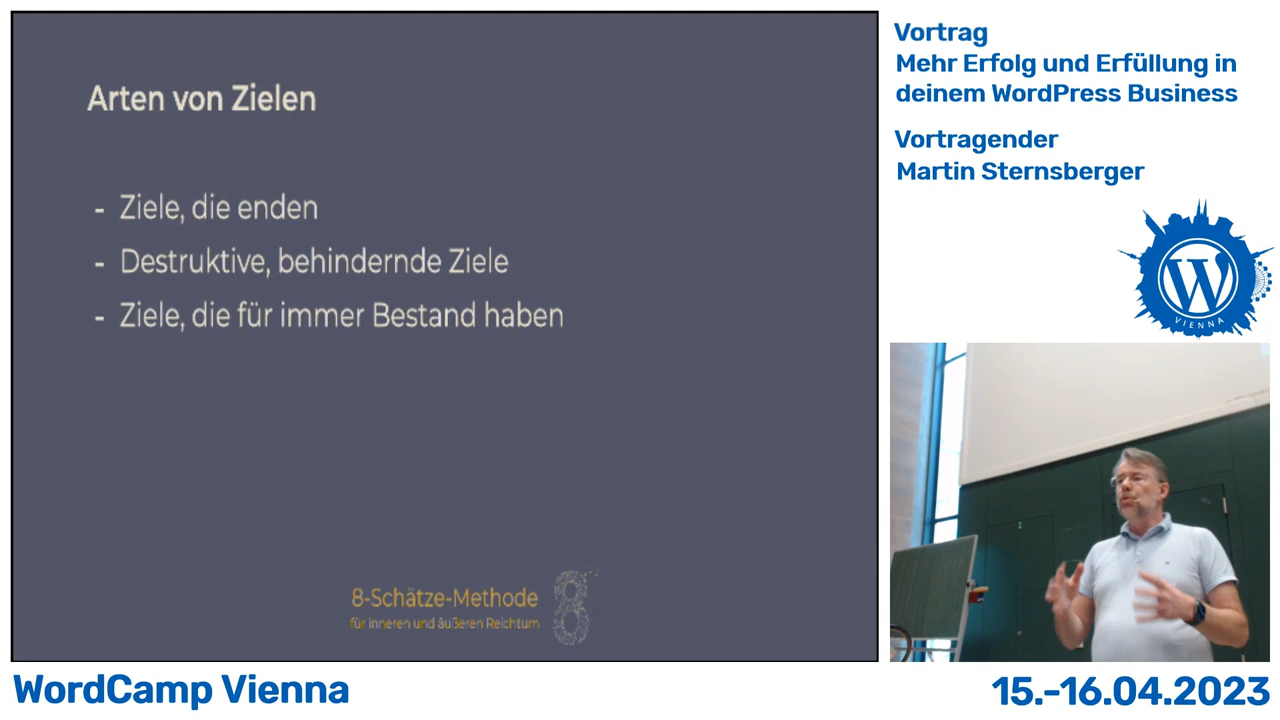 Arten von Zielen
- Ziele, die enden
- Destruktive, behindernde Ziele
- Ziele, die für immer Bestand haben
8-Schätze-Methode
für inneren und äußeren Reichtum
8
Vortrag
Mehr Erfolg und Erfüllung in
deinem WordPress Business
Vortragender
Martin Sternsberger
W
VIENNA
WordCamp Vienna
15.-16.04.2023